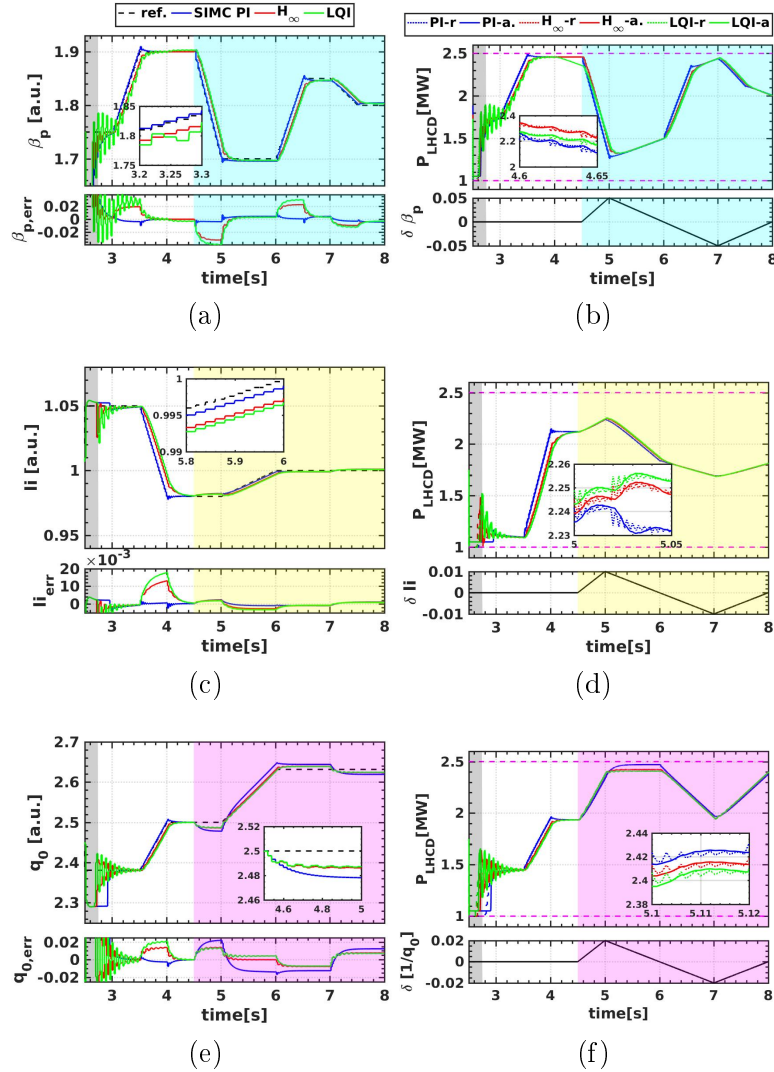 ref. SIMC PI H∞ LQI
PI-r PI-a. H∞-r H∞-a. LQI-r LQI-a
1.9
1.8
1.7
βp [a.u.]
1.85
1.8
1.75
3.2 3.25 3.3
0.02
0
-0.02
βp,err
3 4 5 6 7 8
time[s]
(a)
2.5
2
1.5
1
PLHCD[MW]
2.4
2.2
2
4.6 4.65
0.05
0
-0.05
δ βp
3 4 5 6 7 8
time[s]
(b)
1.05
1
0.95
li [a.u.]
1
0.995
0.99
5.8 5.9 6
×10-3
20
10
0
lierr
3 4 5 6 7 8
time[s]
(c)
2.5
2
1.5
1
PLHCD[MW]
2.26
2.25
2.24
2.23
5 5.05
0.01
0
-0.01
δ li
3 4 5 6 7 8
time[s]
(d)
2.7
2.6
2.5
2.4
2.3
q0 [a.u.]
2.52
2.5
2.48
2.46
4.6 4.8 5
0.02
0
-0.02
q0,err
3 4 5 6 7 8
time[s]
(e)
2.5
2
1.5
1
PLHCD[MW]
2.44
2.42
2.4
2.38
5.1 5.11 5.12
0.02
0
-0.02
δ [1/q0]
3 4 5 6 7 8
time[s]
(f)